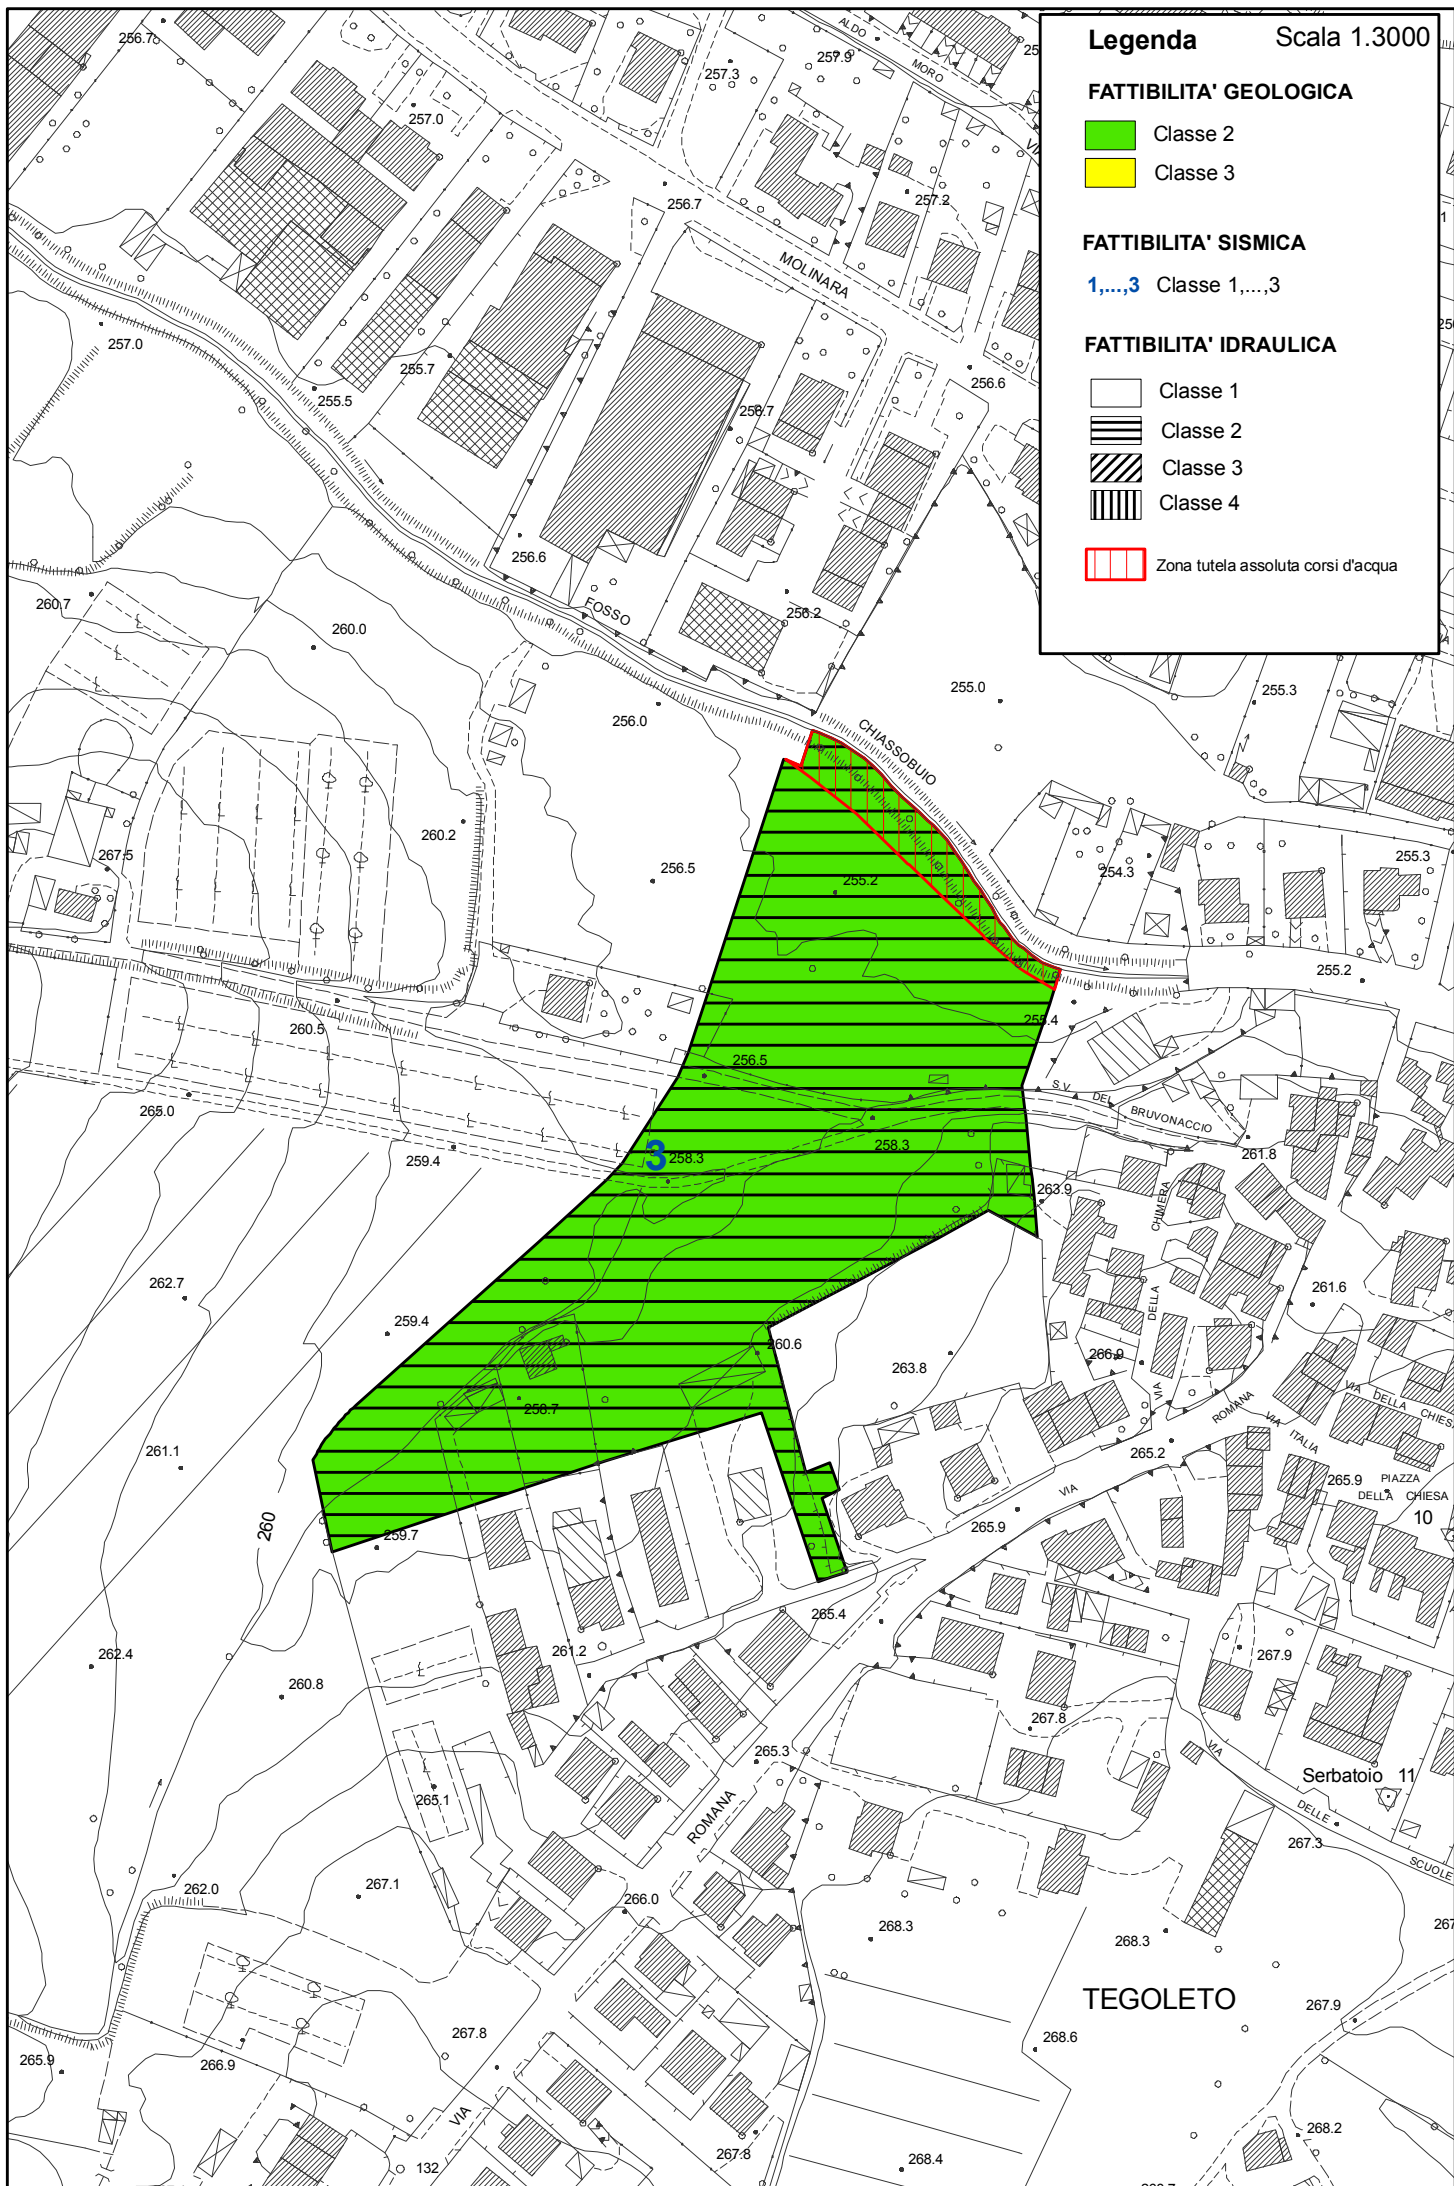 Legenda
Scala 1.3000
FATTIBILITA' GEOLOGICA
Classe 2
Classe 3
FATTIBILITA' SISMICA
1,...,3 Classe 1,...,3
FATTIBILITA' IDRAULICA
Classe 1
Classe 2
Classe 3
Classe 4
Zona tutela assoluta corsi d'acqua
256.7
257.0
257.3
257.9
ALDO
MORO
256.7
257.2
MOLINARA
257.0
255.5
255.7
256.7
256.6
256.6
256.2
FOSSO
260.7
260.0
256.0
255.0
255.3
CHIASSOBUIO
267.5
260.2
256.5
255.2
254.3
255.3
255.2
260.5
255.4
256.5
265.0
S.V.
DEL
BRUVONACCIO
259.4
3
258.3
258.3
261.8
263.9
CHIMERA
DELLA
VIA
262.7
259.4
261.6
260.6
263.8
266.9
258.7
VIA DELLA CHIESA
ROMANA
VIA
ITALIA
261.1
265.2
265.9
PIAZZA
DELLA CHIESA
10
VIA
260
259.7
265.9
265.4
262.4
261.2
260.8
267.9
267.8
265.3
VIA
DELLE
SCUOLE
Serbatoio 11
265.1
ROMANA
267.3
262.0
267.1
266.0
268.3
268.3
TEGOLETO
267.9
267.8
268.6
265.9
266.9
VIA
132
267.8
268.4
268.2